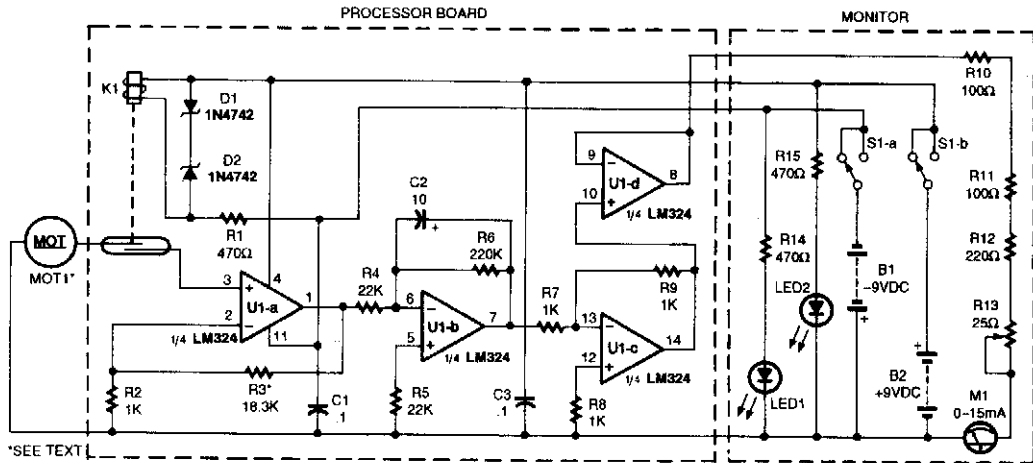 PROCESSOR BOARD
MONITOR
K1
D1
1N4742
D2
1N4742
R1
470Ω
MOT
MOT1*
3
+
2
−
4
11
1
U1-a
1/4 LM324
R2
1K
R3*
18.3K
C1
.1
R4
22K
C2
10
+
R6
220K
6
−
5
+
7
U1-b
1/4 LM324
R5
22K
C3
.1
R7
1K
9
−
10
+
8
U1-d
1/4 LM324
R9
1K
13
−
12
+
14
U1-c
1/4 LM324
R8
1K
R10
100Ω
S1-a
S1-b
R15
470Ω
R11
100Ω
R14
470Ω
R12
220Ω
LED2
B1
−9VDC
+
R13
25Ω
LED1
+
B2
+9VDC
M1
0–15mA
*SEE TEXT